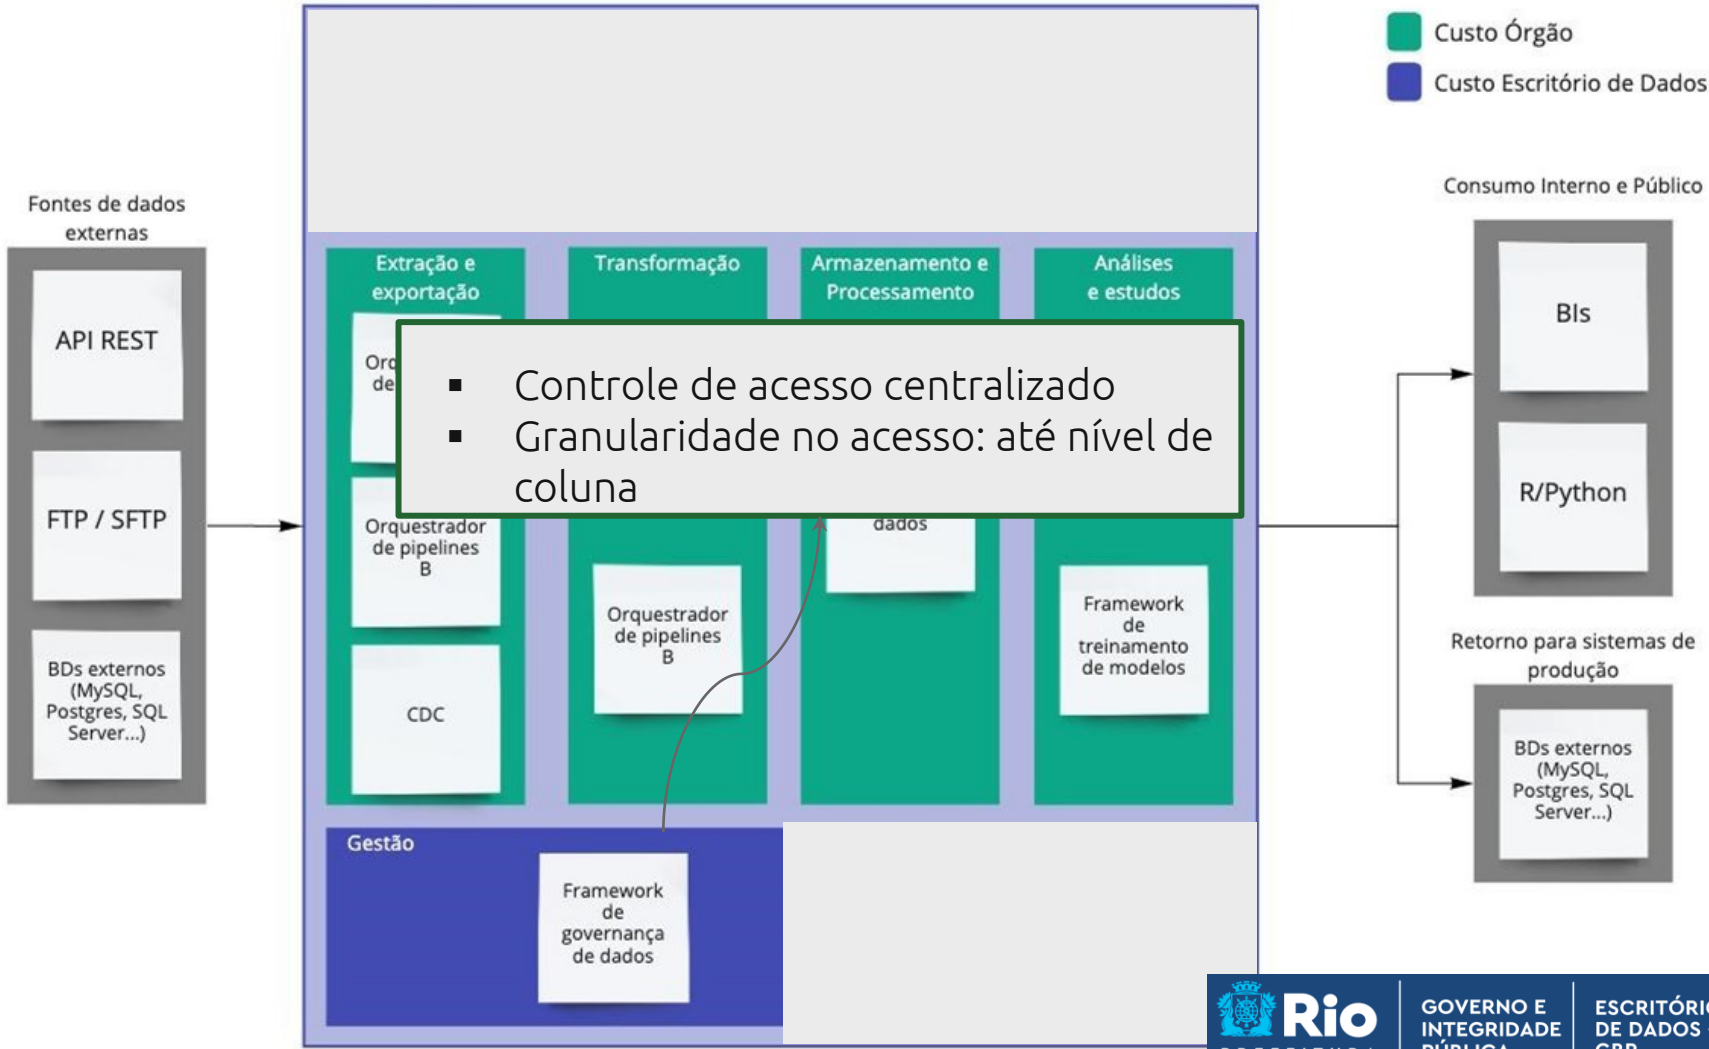 Custo Órgão
Custo Escritório de Dados
Fontes de dados
externas
API REST
FTP / SFTP
BDs externos
(MySQL,
Postgres, SQL
Server...)
Extração e
exportação
Orquestrador
de pipelines
B
CDC
Transformação
Orquestrador
de pipelines
B
Armazenamento e
Processamento
dados
Análises
e estudos
Framework
de
treinamento
de modelos
▪ Controle de acesso centralizado
▪ Granularidade no acesso: até nível de
coluna
Gestão
Framework
de
governança
de dados
Consumo Interno e Público
BIs
R/Python
Retorno para sistemas de
produção
BDs externos
(MySQL,
Postgres, SQL
Server...)
Rio
GOVERNO E
INTEGRIDADE
PÚBLICA
DE DADOS